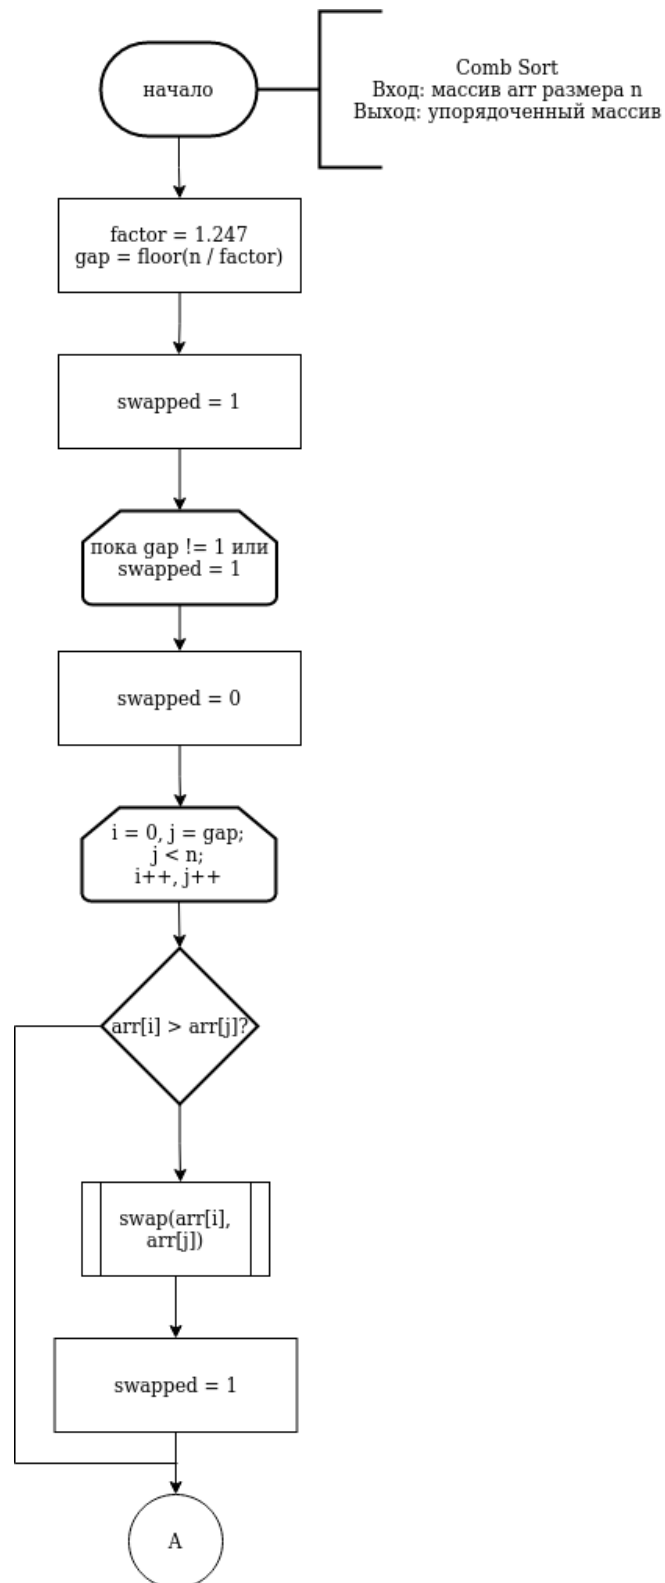 начало
Comb Sort
Вход: массив arr размера n
Выход: упорядоченный массив
factor = 1.247
gap = floor(n / factor)
swapped = 1
пока gap != 1 или
swapped = 1
swapped = 0
i = 0, j = gap;
j < n;
i++, j++
arr[i] > arr[j]?
swap(arr[i],
arr[j])
swapped = 1
A